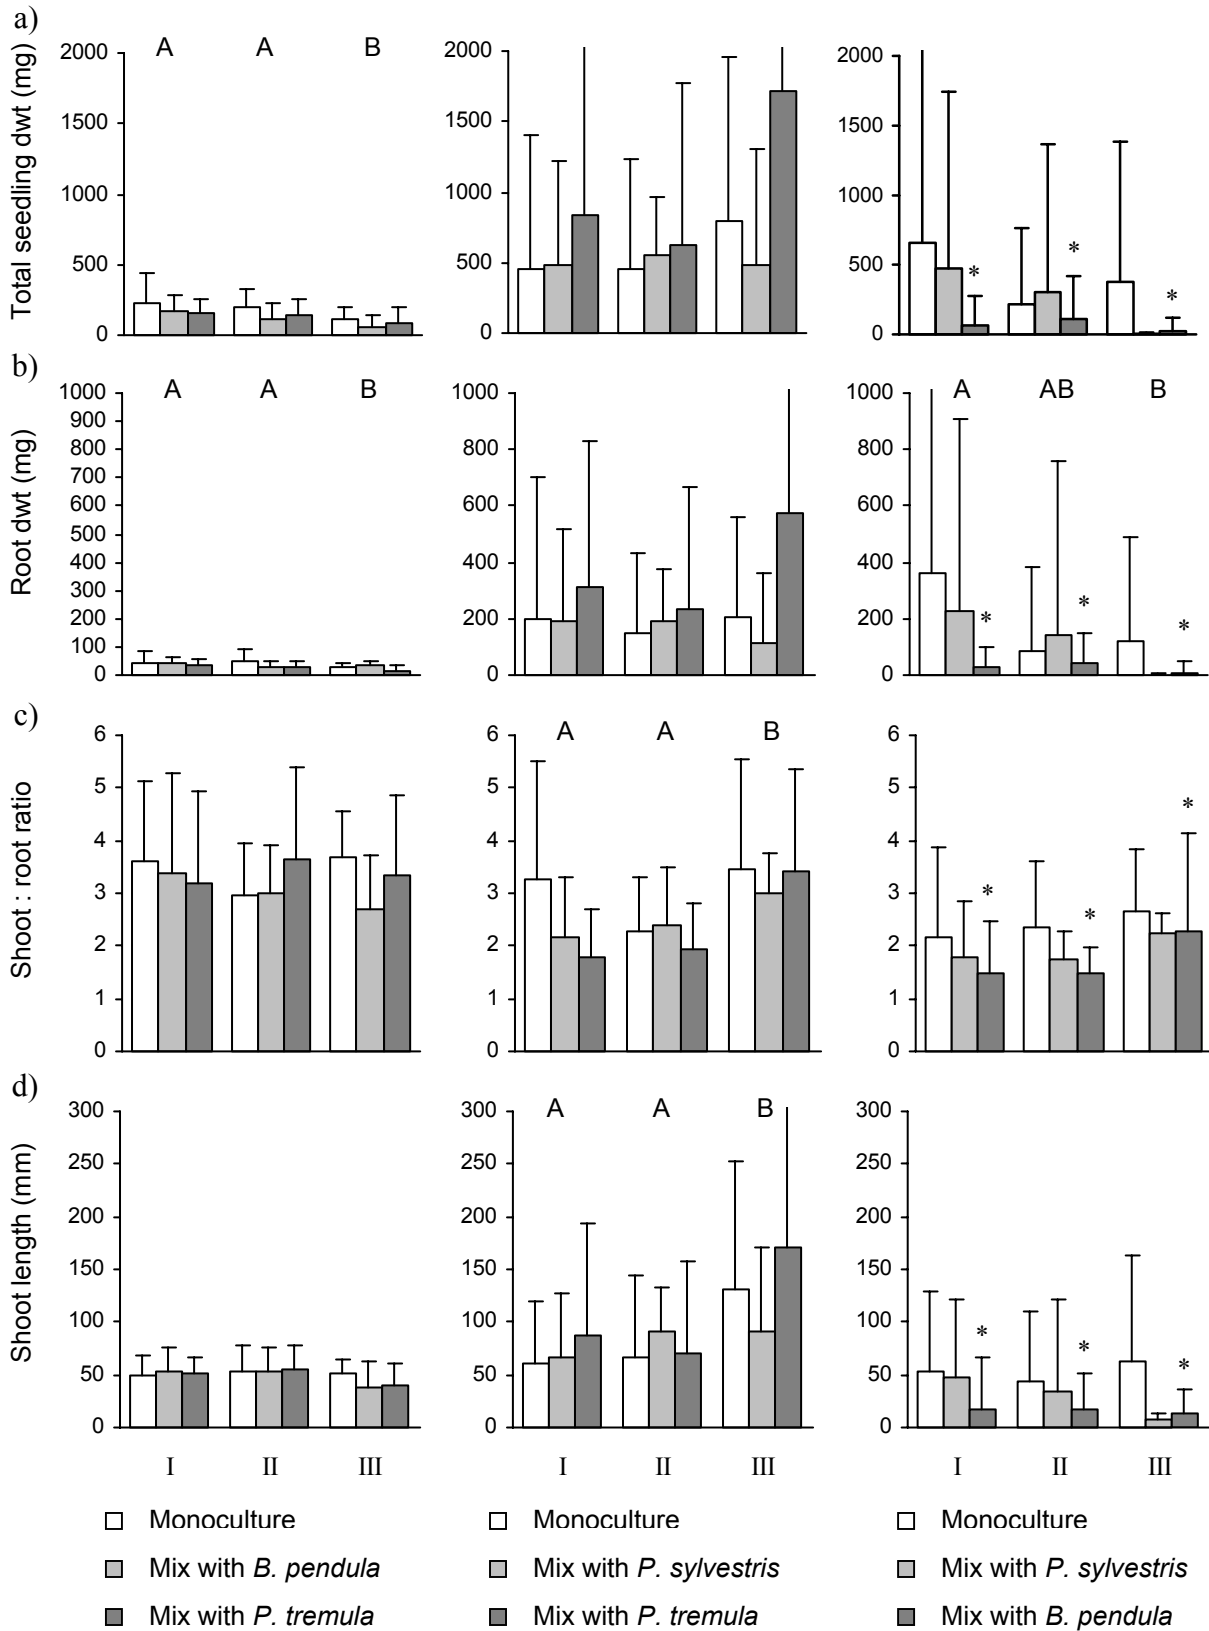 a)
Total seedling dwt (mg)
A A B
2000 1500 1000 500 0
2000 1500 1000 500 0
2000 1500 1000 500 0
* * *
b)
Root dwt (mg)
A A B
A AB B
1000 900 800 700 600 500 400 300 200 100 0
1000 800 600 400 200 0
1000 800 600 400 200 0
* * *
c)
Shoot : root ratio
A A B
6 5 4 3 2 1 0
6 5 4 3 2 1 0
6 5 4 3 2 1 0
* * *
d)
Shoot length (mm)
A A B
300 250 200 150 100 50 0
300 250 200 150 100 50 0
300 250 200 150 100 50 0
* * *
I II III
I II III
I II III
Monoculture
Mix with B. pendula
Mix with P. tremula
Monoculture
Mix with P. sylvestris
Mix with P. tremula
Monoculture
Mix with P. sylvestris
Mix with B. pendula